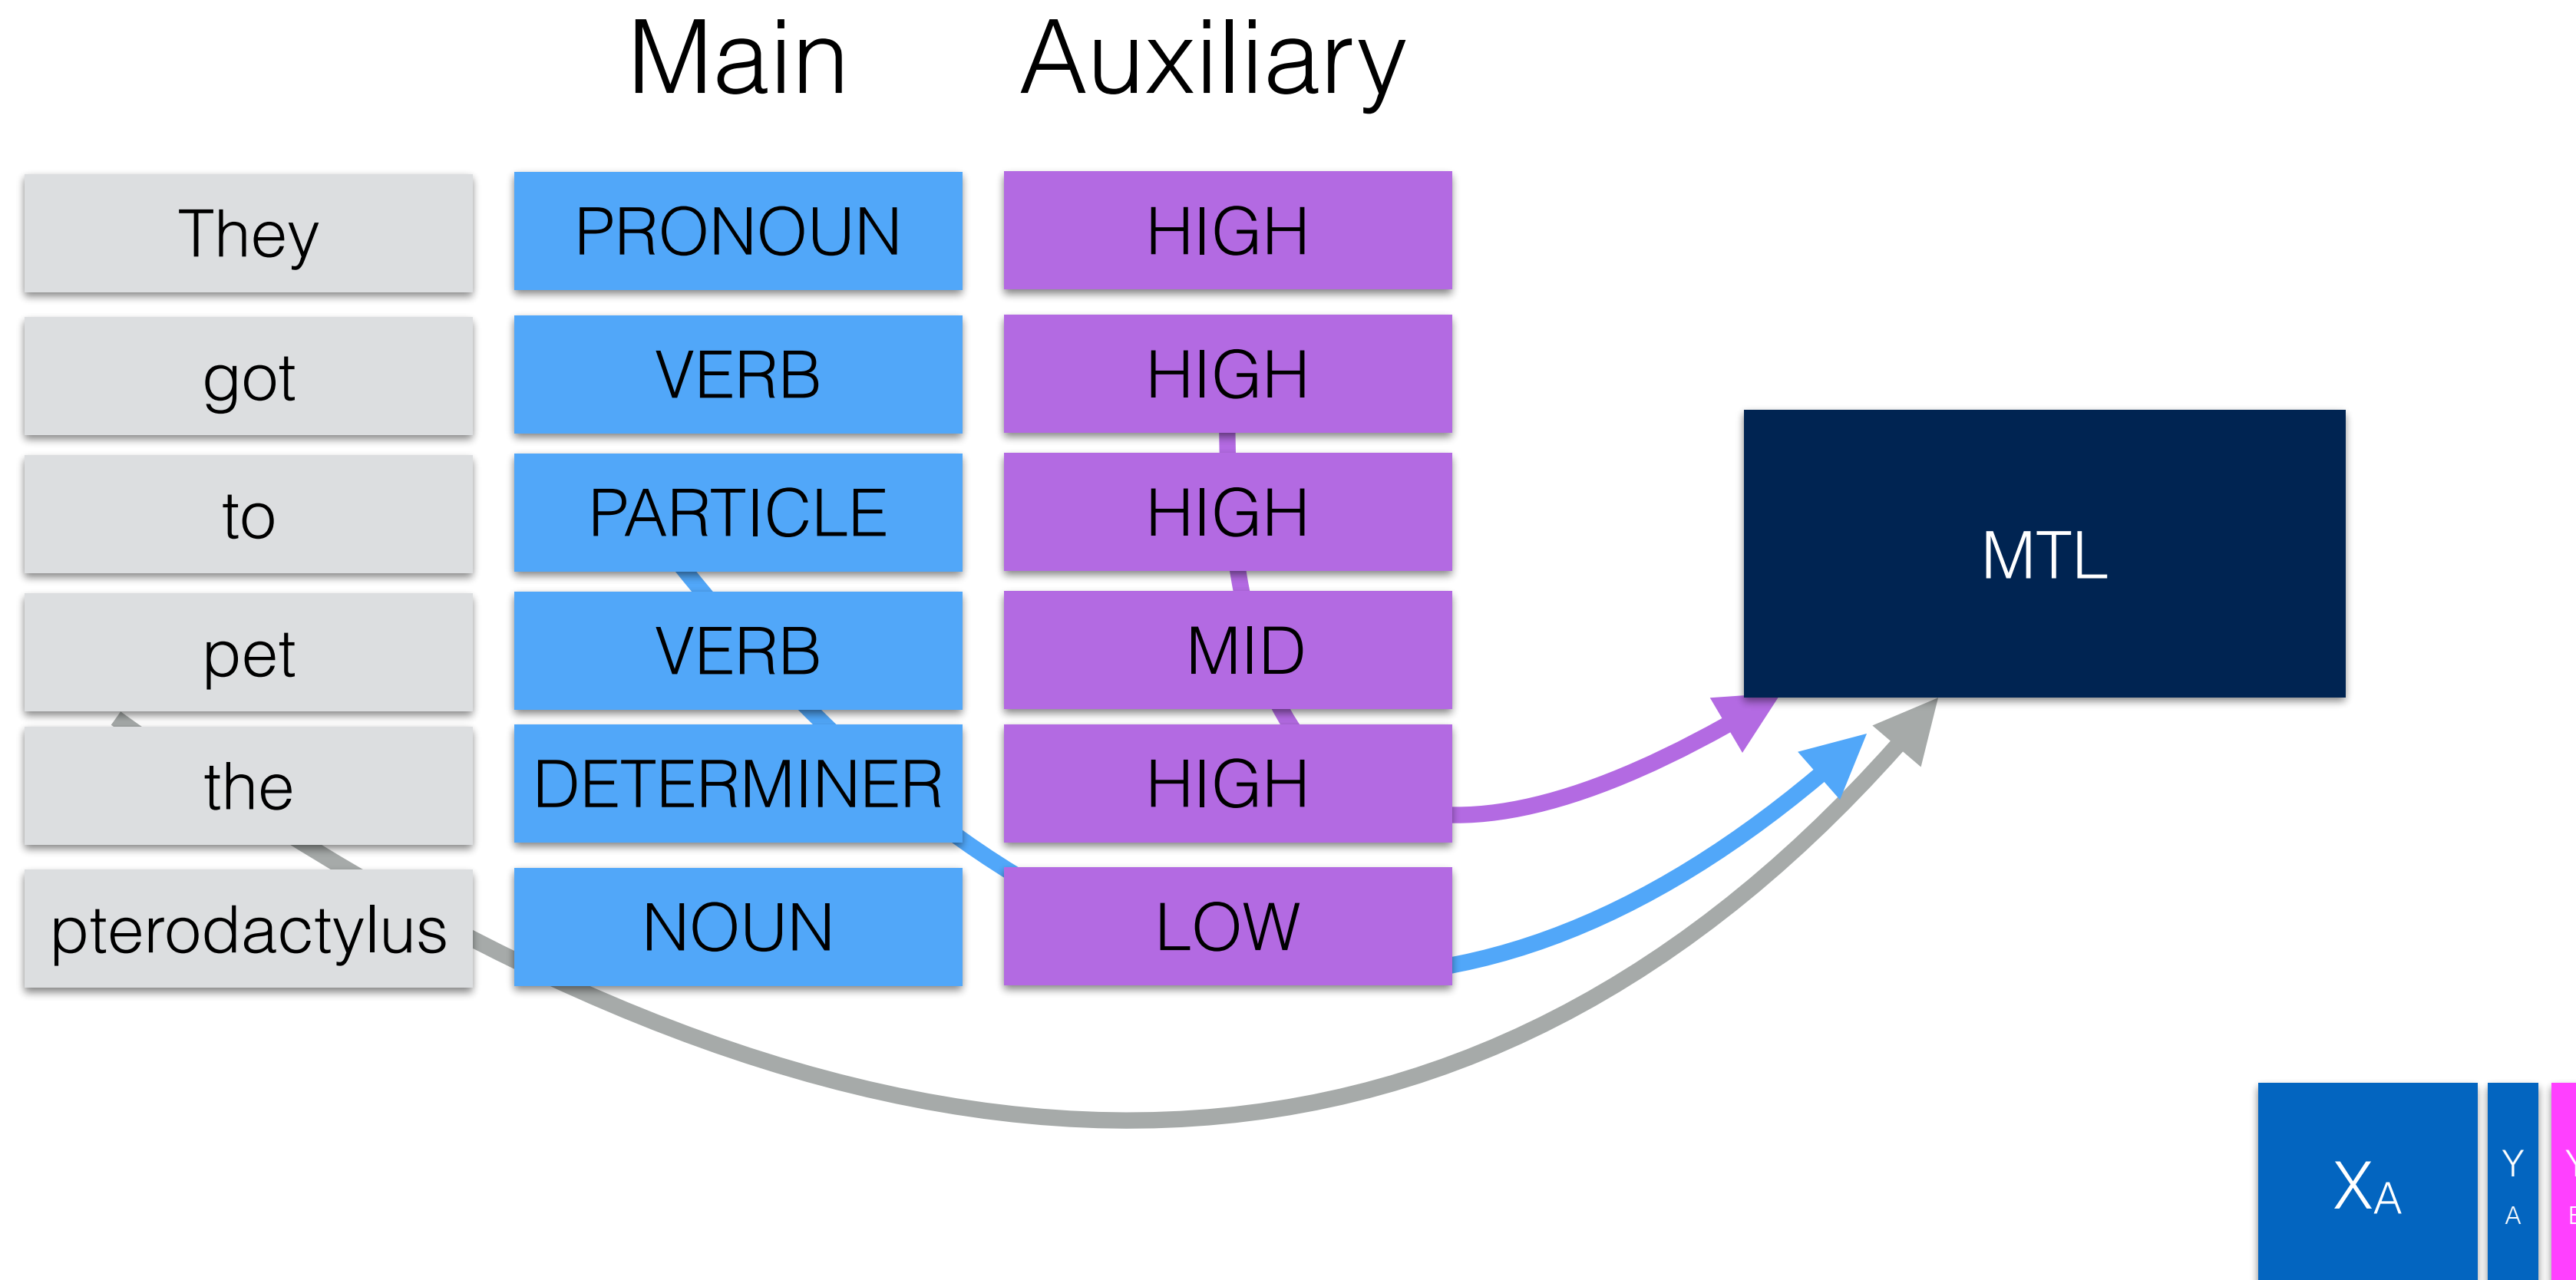 Main Auxiliary
They PRONOUN HIGH
got VERB HIGH
to PARTICLE HIGH
pet VERB MID
the DETERMINER HIGH
pterodactylus NOUN LOW
MTL
XA
Y
A